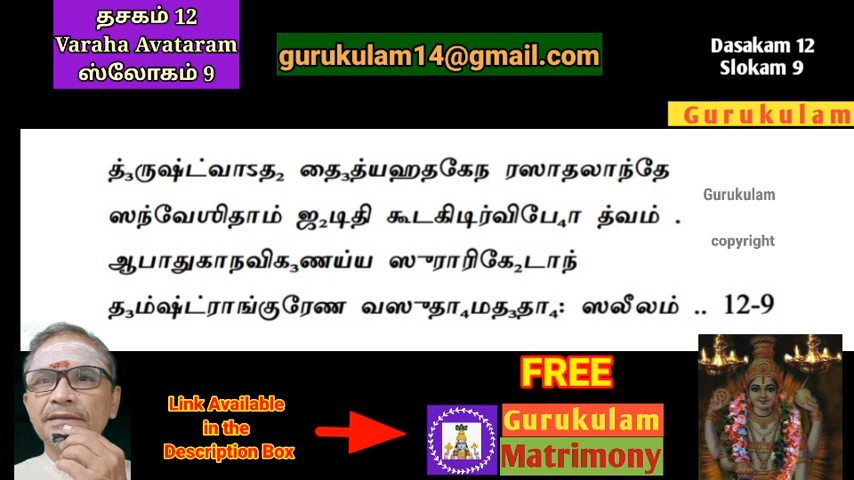 தசகம் 12
Varaha Avataram
ஸ்லோகம் 9
gurukulam14@gmail.com
Dasakam 12
Slokam 9
Gurukulam
த்₃ருஷ்ட்வாऽத₂ தை₃த்யஹதகேந ரஸாதலாந்தே
ஸந்வேஶிதாம் ஜ₂டிதி கூடகிடிர்விபே₄ா த்வம் .
ஆபாதுகாநவிக₃ணய்ய ஸுராரிகே₂டாந்
த₃ம்ஷ்ட்ராங்குரேண வஸுதா₄மத₃தா₄: ஸலீலம் .. 12-9
Gurukulam
copyright
Link Available
in the
Description Box
FREE
Gurukulam
Matrimony